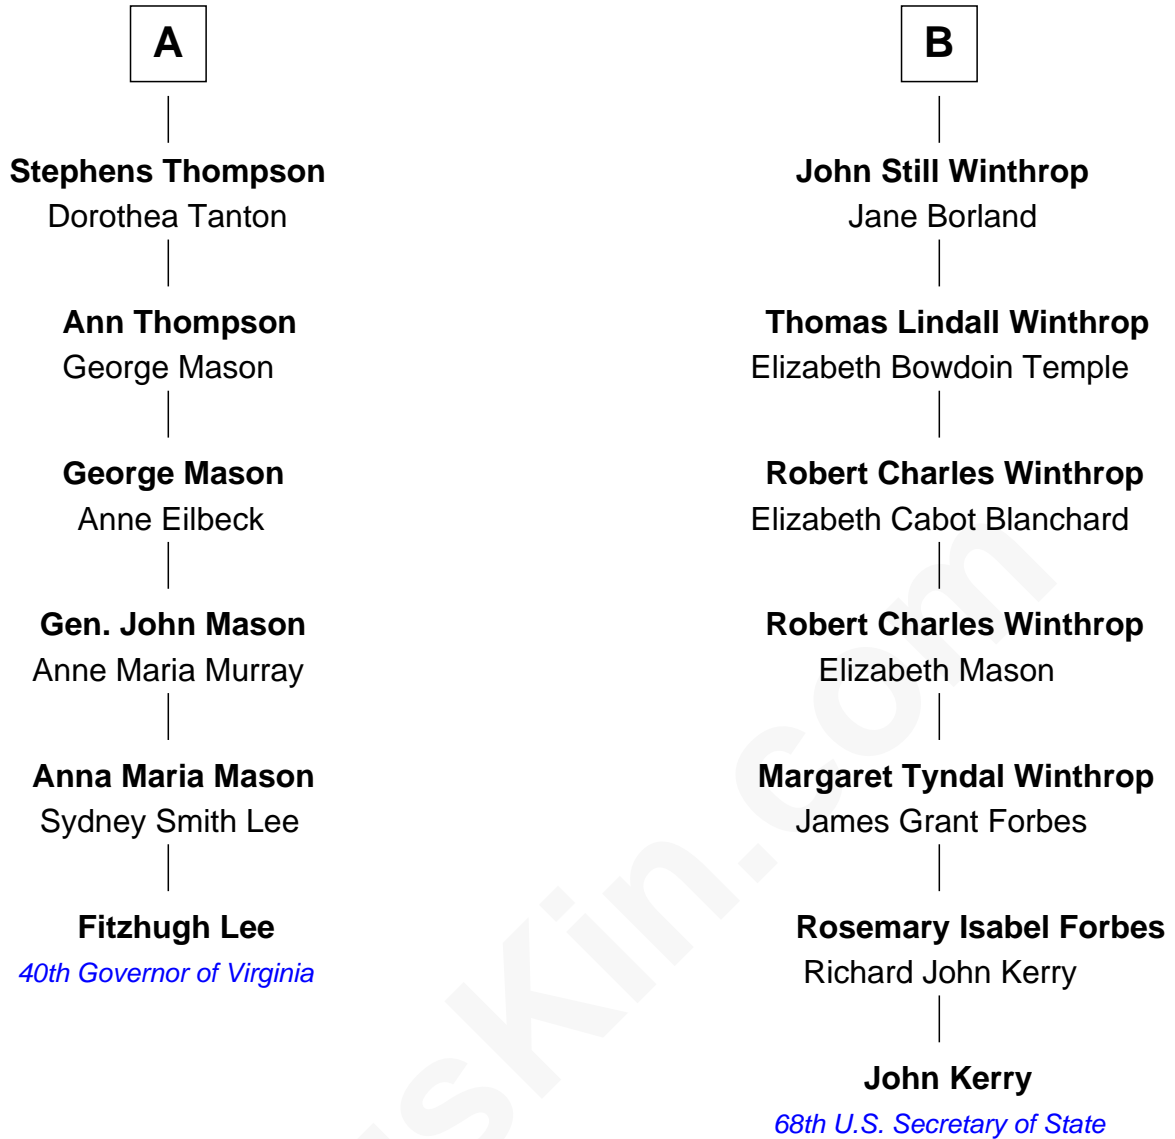 A
Stephens Thompson
Dorothea Tanton
Ann Thompson
George Mason
George Mason
Anne Eilbeck
Gen. John Mason
Anne Maria Murray
Anna Maria Mason
Sydney Smith Lee
Fitzhugh Lee
40th Governor of Virginia
B
John Still Winthrop
Jane Borland
Thomas Lindall Winthrop
Elizabeth Bowdoin Temple
Robert Charles Winthrop
Elizabeth Cabot Blanchard
Robert Charles Winthrop
Elizabeth Mason
Margaret Tyndal Winthrop
James Grant Forbes
Rosemary Isabel Forbes
Richard John Kerry
John Kerry
68th U.S. Secretary of State
sKin.com